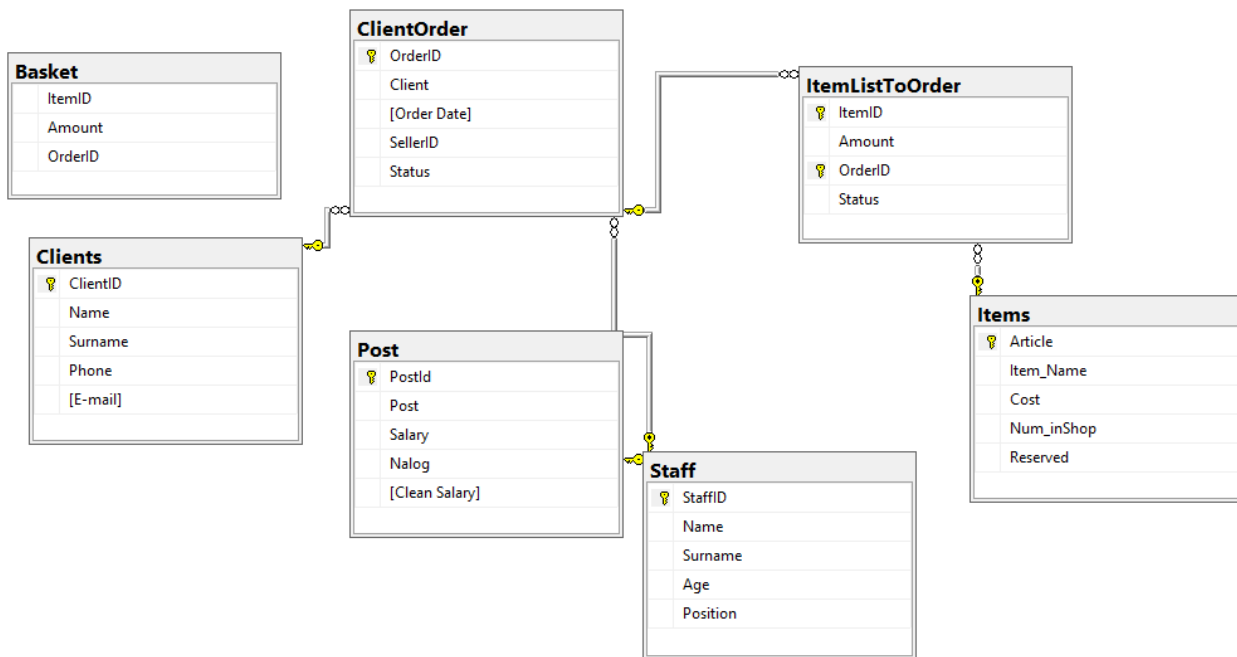 Basket
ItemID
Amount
OrderID
ClientOrder
OrderID
Client
[Order Date]
SellerID
Status
ItemListToOrder
ItemID
Amount
OrderID
Status
Clients
ClientID
Name
Surname
Phone
[E-mail]
Post
PostId
Post
Salary
Nalog
[Clean Salary]
Staff
StaffID
Name
Surname
Age
Position
Items
Article
Item_Name
Cost
Num_inShop
Reserved